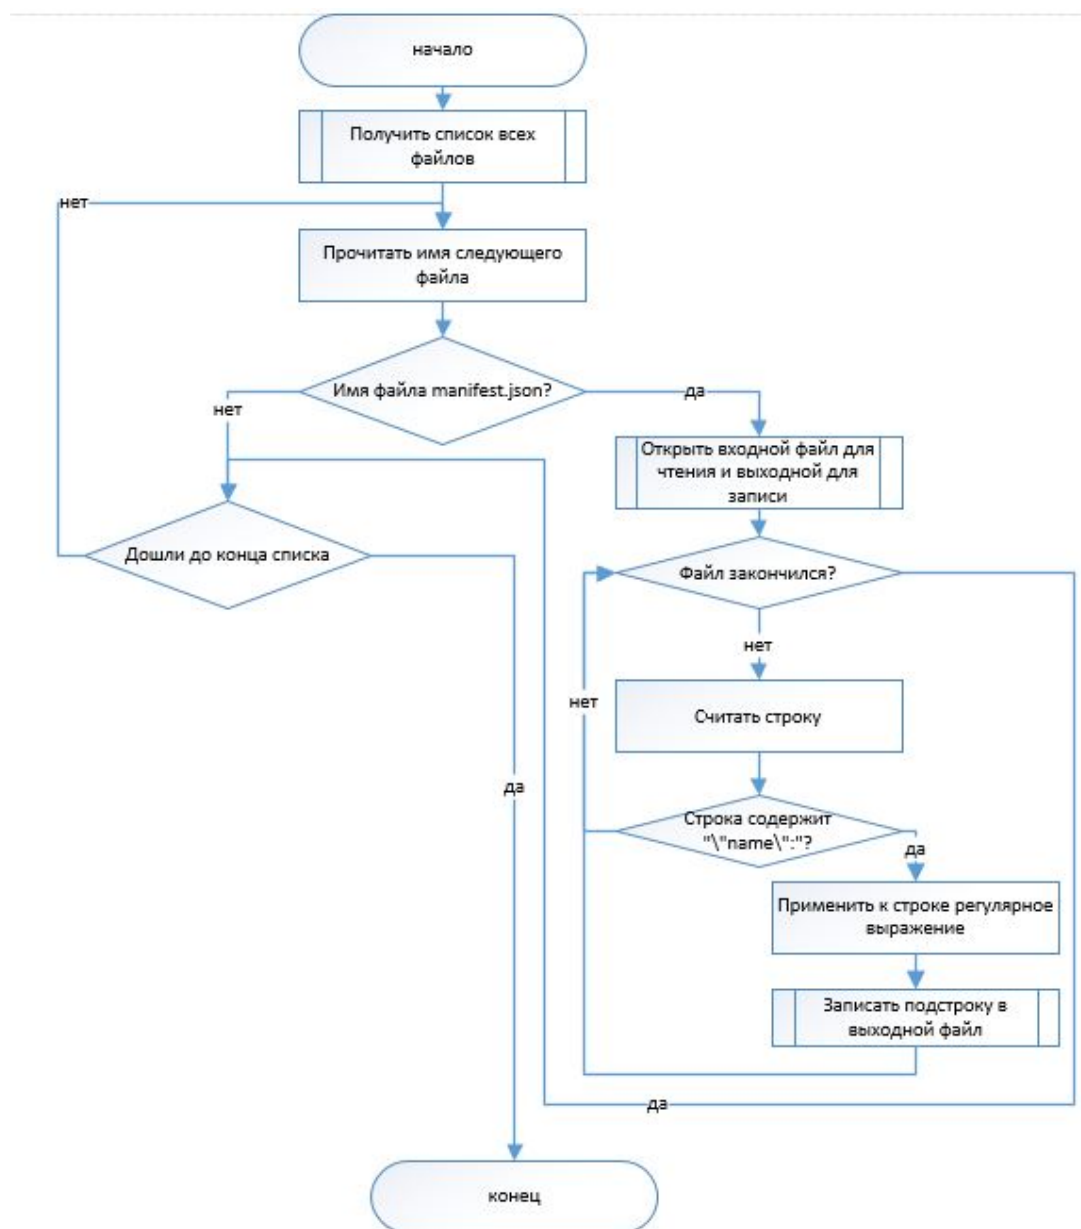 начало
Получить список всех
файлов
нет
Прочитать имя следующего
файла
Имя файла manifest.json?
да
нет
Открыть входной файл для
чтения и выходной для
записи
Дошли до конца списка
Файл закончился?
нет
нет
Считать строку
да
Строка содержит
"\"name\":"?
да
Применить к строке регулярное
выражение
Записать подстроку в
выходной файл
да
конец